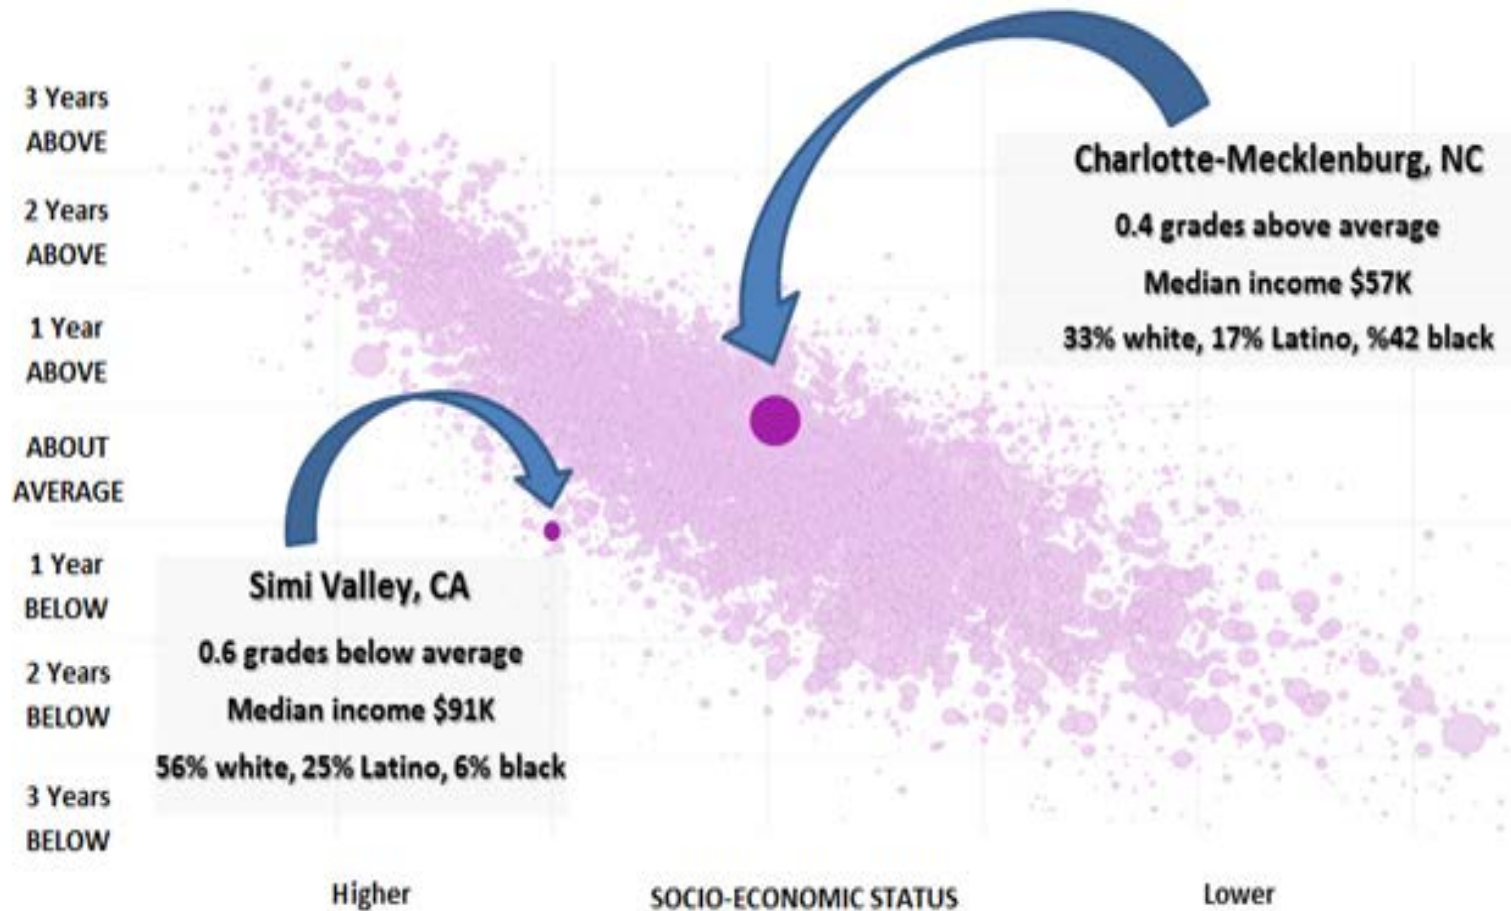 3 Years
ABOVE
2 Years
ABOVE
1 Year
ABOVE
ABOUT
AVERAGE
1 Year
BELOW
2 Years
BELOW
3 Years
BELOW
Charlotte-Mecklenburg, NC
0.4 grades above average
Median income $57K
33% white, 17% Latino, %42 black
Simi Valley, CA
0.6 grades below average
Median income $91K
56% white, 25% Latino, 6% black
Higher
SOCIO-ECONOMIC STATUS
Lower